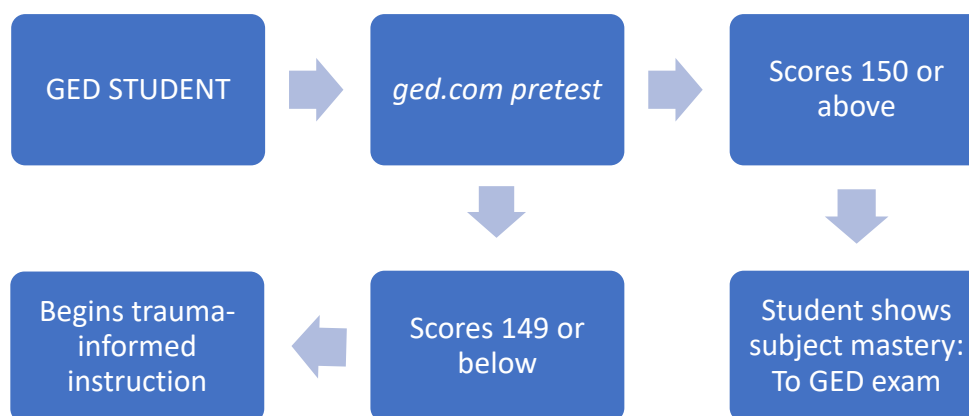 GED STUDENT
ged.com pretest
Scores 150 or
above
Begins trauma-
informed
instruction
Scores 149 or
below
Student shows
subject mastery:
To GED exam